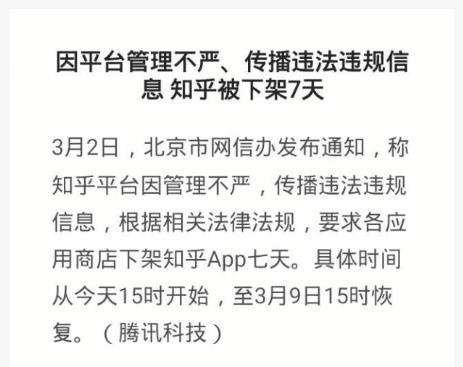 因平台管理不严、传播违法违规信
息 知乎被下架7天
3月2日，北京市网信办发布通知，称
知乎平台因管理不严，传播违法违规
信息，根据相关法律法规，要求各应
用商店下架知乎App七天。具体时间
从今天15时开始，至3月9日15时恢
复。（腾讯科技）